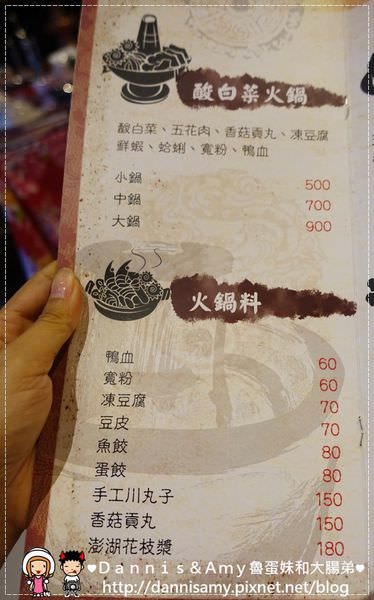 酸白菜火鍋
酸白菜、五花肉、香菇貢丸、凍豆腐
鮮蝦、蛤蜊、寬粉、鴨血
小鍋 500
中鍋 700
大鍋 900
火鍋料
鴨血 60
寬粉 60
凍豆腐 70
豆皮 70
魚餃 80
蛋餃 80
手工川丸子 150
香菇貢丸 150
澎湖花枝漿 180
♥Dannis&Amy魯蛋妹和大腸弟♥
http://dannisamy.pixnet.net/blog